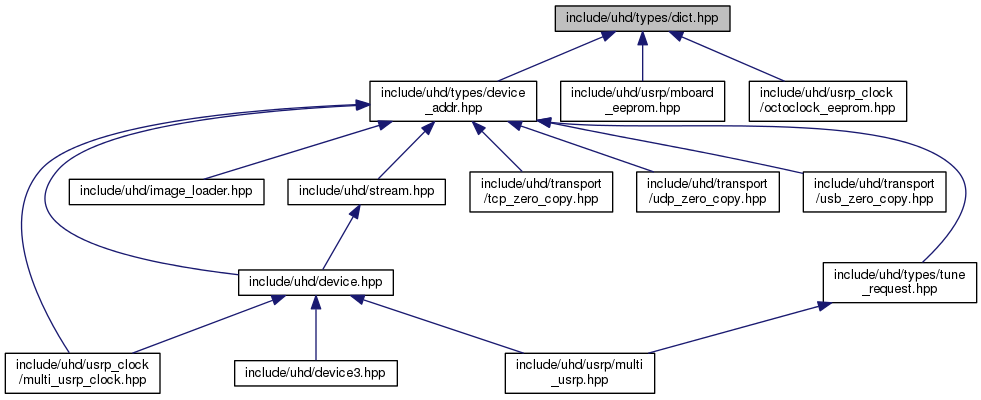 include/uhd/types/dict.hpp
include/uhd/types/device
_addr.hpp
include/uhd/usrp/mboard
_eeprom.hpp
include/uhd/usrp_clock
/octoclock_eeprom.hpp
include/uhd/image_loader.hpp
include/uhd/stream.hpp
include/uhd/transport
/tcp_zero_copy.hpp
include/uhd/transport
/udp_zero_copy.hpp
include/uhd/transport
/usb_zero_copy.hpp
include/uhd/device.hpp
include/uhd/types/tune
_request.hpp
include/uhd/usrp_clock
/multi_usrp_clock.hpp
include/uhd/device3.hpp
include/uhd/usrp/multi
_usrp.hpp